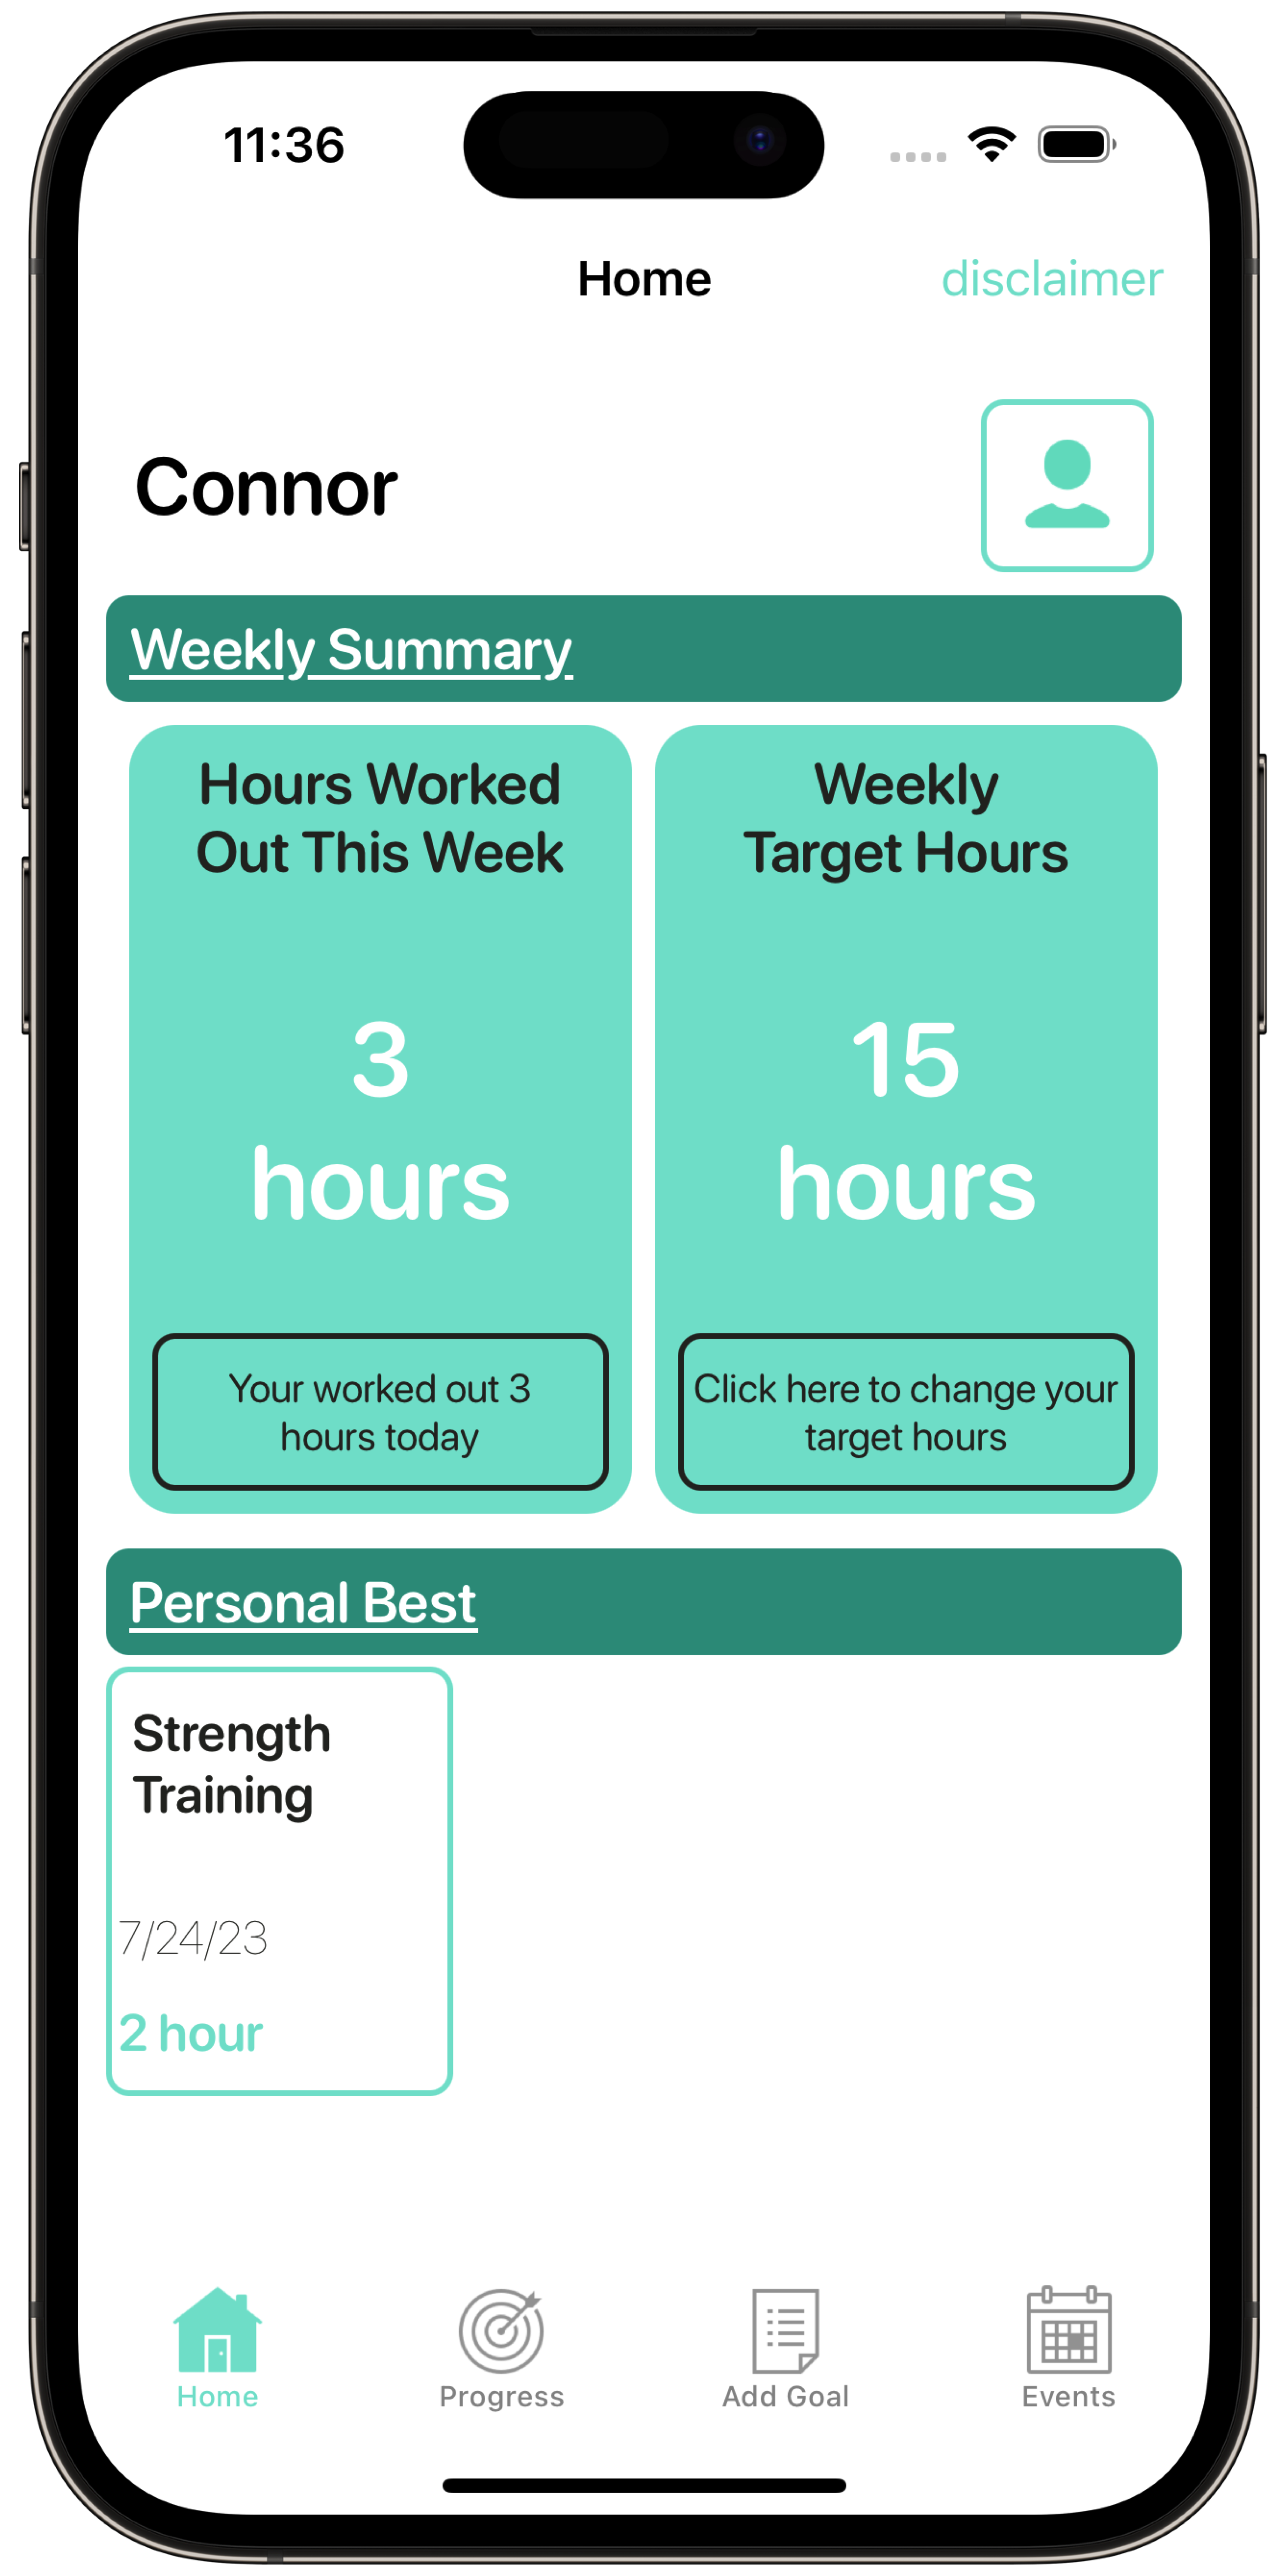 11:36
Home
disclaimer
Connor
Weekly Summary
Hours Worked
Out This Week
3
hours
Your worked out 3
hours today
Weekly
Target Hours
15
hours
Click here to change your
target hours
Personal Best
Strength
Training
7/24/23
2 hour
Home
Progress
Add Goal
Events